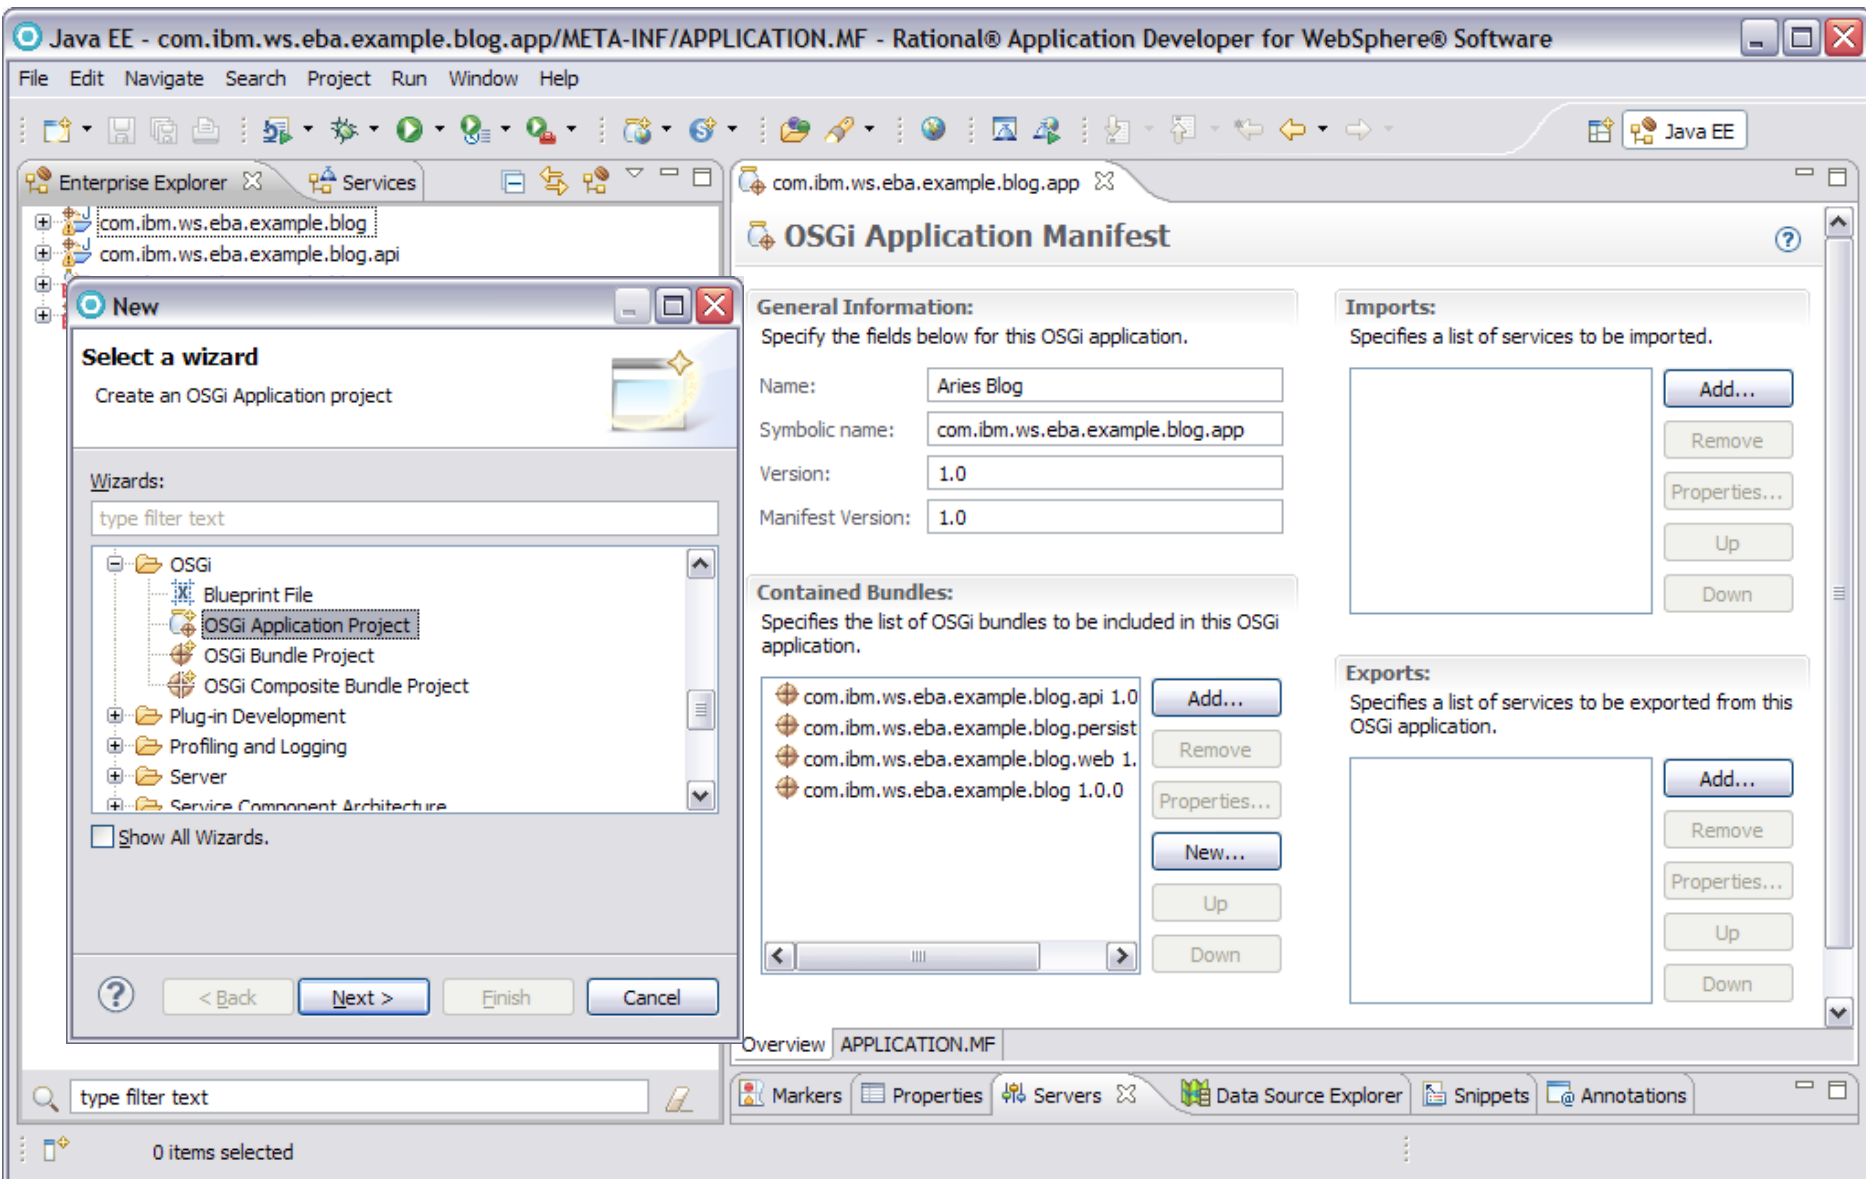 Java EE - com.ibm.ws.eba.example.blog.app/META-INF/APPLICATION.MF - Rational® Application Developer for WebSphere® Software
File Edit Navigate Search Project Run Window Help
Java EE
Enterprise Explorer Services
com.ibm.ws.eba.example.blog
com.ibm.ws.eba.example.blog.api
New
Select a wizard
Create an OSGi Application project
Wizards:
type filter text
OSGi
Blueprint File
OSGi Application Project
OSGi Bundle Project
OSGi Composite Bundle Project
Plug-in Development
Profiling and Logging
Server
Service Component Architecture
Show All Wizards.
< Back Next > Finish Cancel
type filter text
com.ibm.ws.eba.example.blog.app
OSGi Application Manifest
General Information:
Specify the fields below for this OSGi application.
Name: Aries Blog
Symbolic name: com.ibm.ws.eba.example.blog.app
Version: 1.0
Manifest Version: 1.0
Contained Bundles:
Specifies the list of OSGi bundles to be included in this OSGi
application.
com.ibm.ws.eba.example.blog.api 1.0
com.ibm.ws.eba.example.blog.persist
com.ibm.ws.eba.example.blog.web 1.
com.ibm.ws.eba.example.blog 1.0.0
Add...
Remove
Properties...
New...
Up
Down
Imports:
Specifies a list of services to be imported.
Add...
Remove
Properties...
Up
Down
Exports:
Specifies a list of services to be exported from this
OSGi application.
Add...
Remove
Properties...
Up
Down
Overview APPLICATION.MF
Markers Properties Servers Data Source Explorer Snippets Annotations
0 items selected